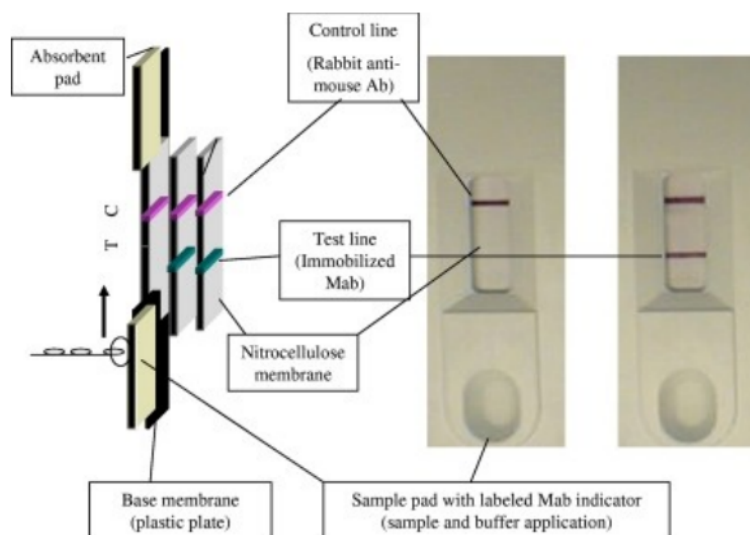 Absorbent
pad
Control line
(Rabbit anti-
mouse Ab)
T C
Test line
(Immobilized
Mab)
Nitrocellulose
membrane
Base membrane
(plastic plate)
Sample pad with labeled Mab indicator
(sample and buffer application)